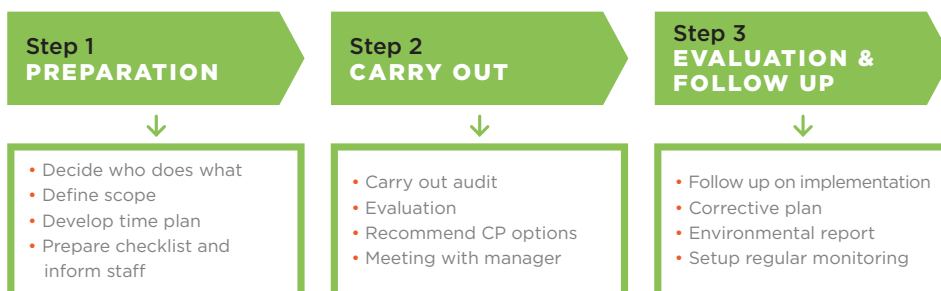 Step 1
PREPARATION
• Decide who does what
• Define scope
• Develop time plan
• Prepare checklist and
inform staff
Step 2
CARRY OUT
• Carry out audit
• Evaluation
• Recommend CP options
• Meeting with manager
Step 3
EVALUATION &
FOLLOW UP
• Follow up on implementation
• Corrective plan
• Environmental report
• Setup regular monitoring